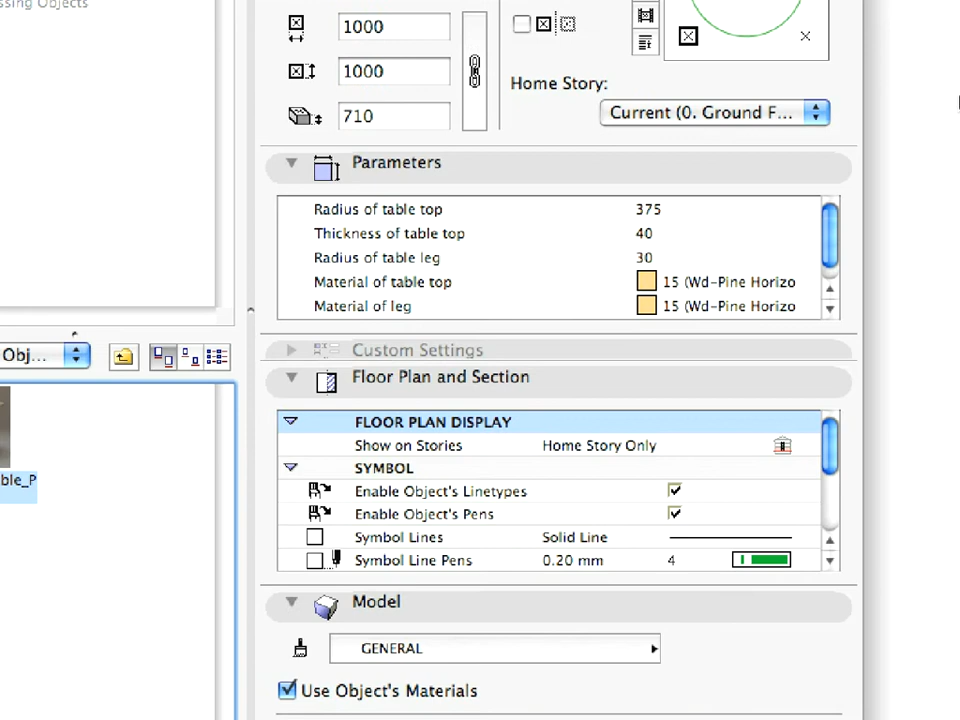 ssing Objects
1000
1000
710
Home Story:
Current (0. Ground F...
Parameters
Radius of table top 375
Thickness of table top 40
Radius of table leg 30
Material of table top 15 (Wd-Pine Horizo
Material of leg 15 (Wd-Pine Horizo
Obj...
Custom Settings
Floor Plan and Section
FLOOR PLAN DISPLAY
Show on Stories Home Story Only
SYMBOL
ble_P
Enable Object's Linetypes
Enable Object's Pens
Symbol Lines Solid Line
Symbol Line Pens 0.20 mm 4
Model
GENERAL
Use Object's Materials